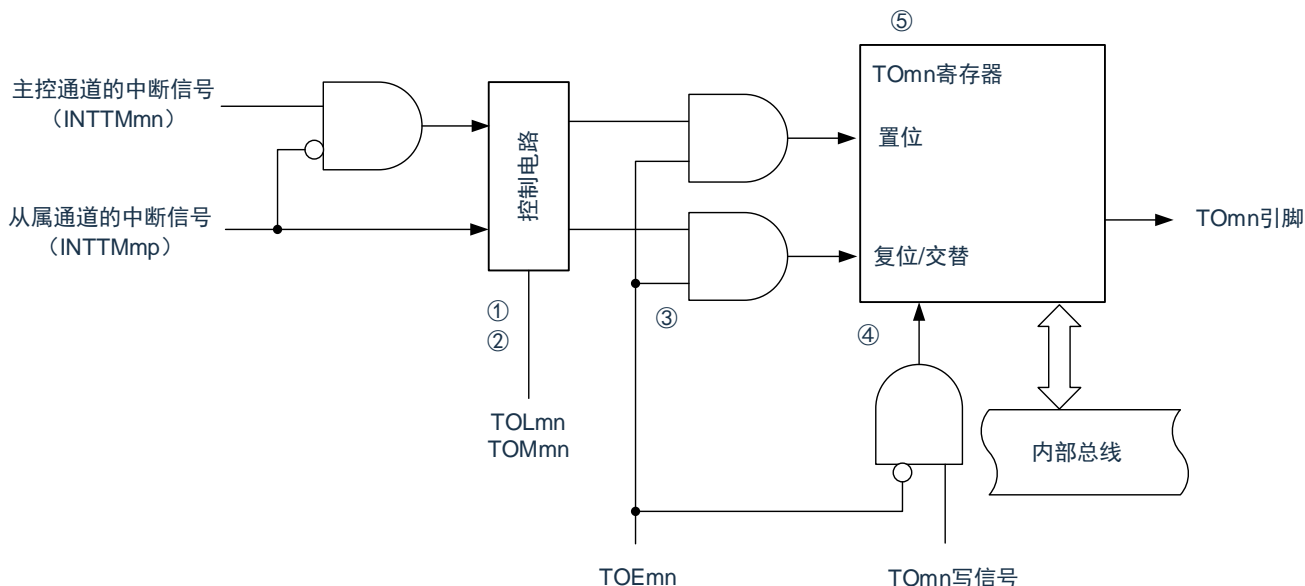 ⑤
主控通道的中断信号
（INTTMmn）
TOmn寄存器
置位
控制电路
从属通道的中断信号
（INTTMmp）
TOmn引脚
复位/交替
①
②
③
④
TOLmn
TOMmn
内部总线
TOEmn
TOmn写信号